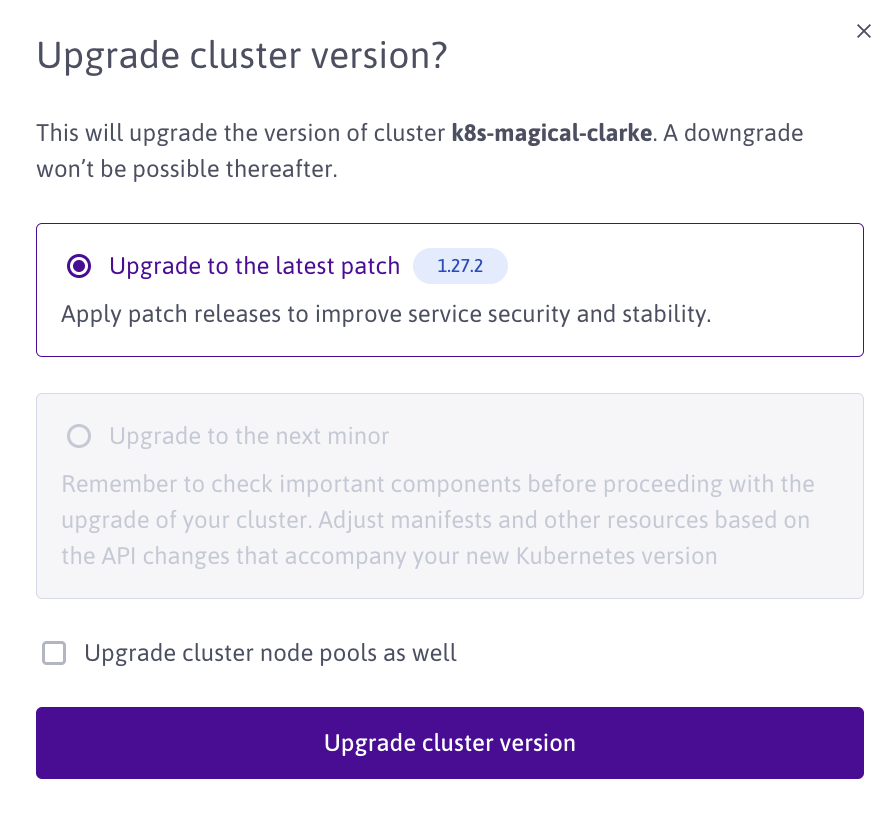 Upgrade cluster version?
This will upgrade the version of cluster k8s-magical-clarke. A downgrade
won’t be possible thereafter.
Upgrade to the latest patch 1.27.2
Apply patch releases to improve service security and stability.
Upgrade to the next minor
Remember to check important components before proceeding with the
upgrade of your cluster. Adjust manifests and other resources based on
the API changes that accompany your new Kubernetes version
Upgrade cluster node pools as well
Upgrade cluster version